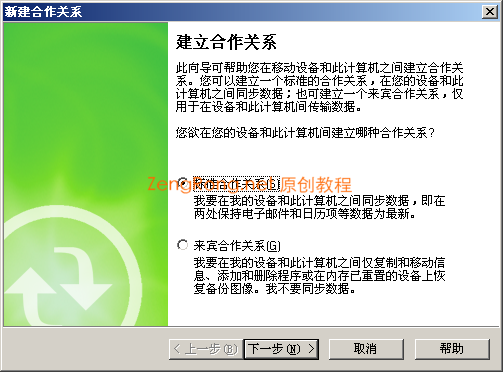 新建合作关系
建立合作关系
此向导可帮助您在移动设备和此计算机之间建立合作关
系。您可以建立一个标准的合作关系，在您的设备和此
计算机之间同步数据；也可建立一个来宾合作关系，仅
用于在设备和此计算机间传输数据。
您欲在您的设备和此计算机间建立哪种合作关系？
标准合作关系(S)
原创教程
我要在我的设备和此计算机之间同步数据，即在
两处保持电子邮件和日历项等数据为最新。
来宾合作关系(G)
我要在我的设备和此计算机之间仅复制和移动信
息、添加和删除程序或在内存已重置的设备上恢
复备份图像。我不要同步数据。
< 上一步(B) 下一步(N) > 取消 帮助